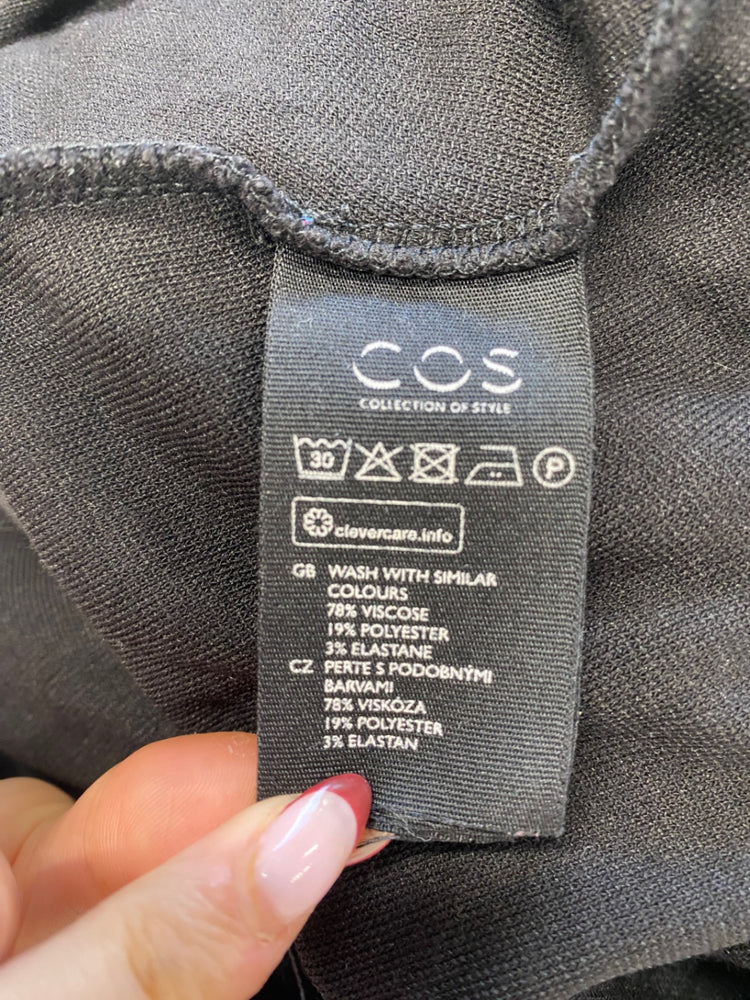 COS
COLLECTION OF STYLE
30 P
clevercare.info
GB WASH WITH SIMILAR
COLOURS
78% VISCOSE
19% POLYESTER
3% ELASTANE
CZ PERTE S PODOBNÝMI
BARVAMI
78% VISKÓZA
19% POLYESTER
3% ELASTAN